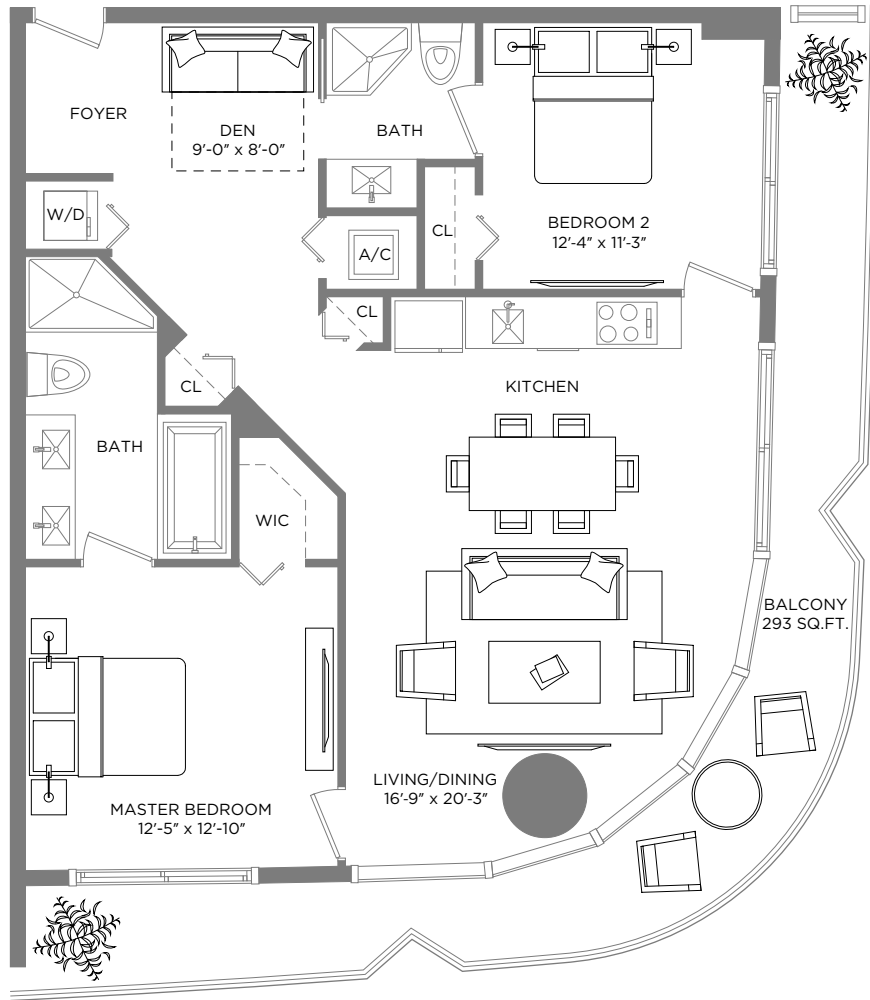 FOYER
DEN
9'-0" x 8'-0"
BATH
W/D
CL
A/C
BEDROOM 2
12'-4" x 11'-3"
CL
CL
KITCHEN
BATH
WIC
BALCONY
293 SQ.FT.
LIVING/DINING
16'-9" x 20'-3"
MASTER BEDROOM
12'-5" x 12'-10"